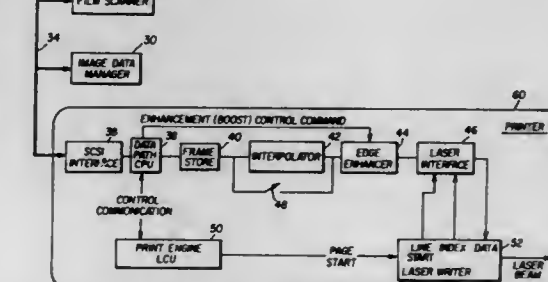 FILM SCANNER
34
30
IMAGE DATA
MANAGER
60
ENHANCEMENT (BOOST) CONTROL COMMAND
PRINTER
36
38
40
42
44
46
SCSI
INTERFACE
DATA
PATH
CPU
FRAME
STORE
INTERPOLATOR
EDGE
ENHANCER
LASER
INTERFACE
48
CONTROL
COMMUNICATION
50
PRINT ENGINE
LCU
PAGE
START
LINE INDEX DATA
START
LASER WRITER
52
LASER
BEAM